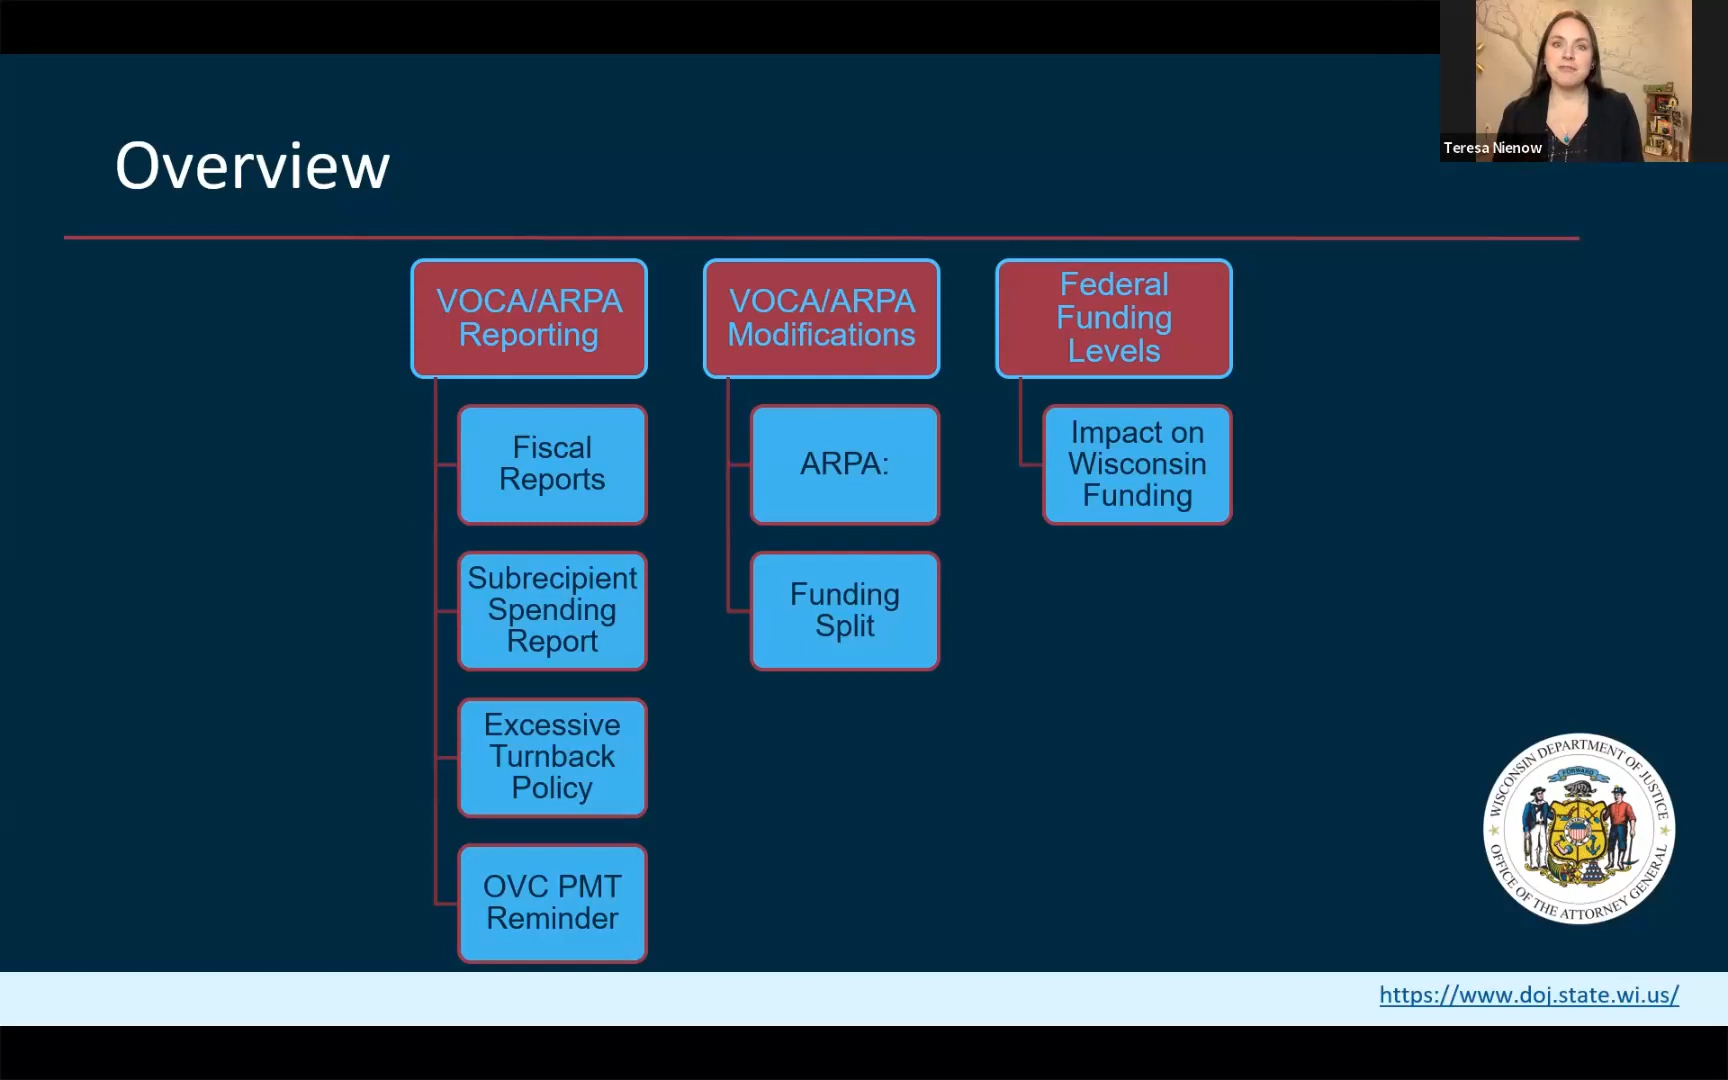 Teresa Nienow
Overview
VOCA/ARPA
Reporting
Fiscal
Reports
Subrecipient
Spending
Report
Excessive
Turnback
Policy
OVC PMT
Reminder
VOCA/ARPA
Modifications
ARPA:
Funding
Split
Federal
Funding
Levels
Impact on
Wisconsin
Funding
WISCONSIN DEPARTMENT OF JUSTICE
FORWARD
OFFICE OF THE ATTORNEY GENERAL
https://www.doj.state.wi.us/